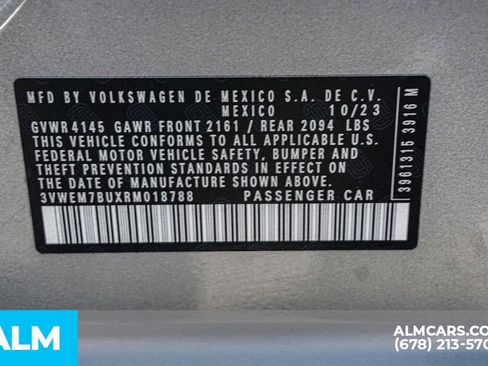 MFD BY VOLKSWAGEN DE MEXICO S.A. DE C.V.
MEXICO 10/23
GVWR 4145 GAWR FRONT 2161 / REAR 2094 LBS
THIS VEHICLE CONFORMS TO ALL APPLICABLE U.S.
FEDERAL MOTOR VEHICLE SAFETY, BUMPER AND
THEFT PREVENTION STANDARDS IN EFFECT ON
THE DATE OF MANUFACTURE SHOWN ABOVE
3VWEM7BUXRM018788 PASSENGER CAR
3961315 3916 M
ALM
ALMCARS.COM
(678) 213-570